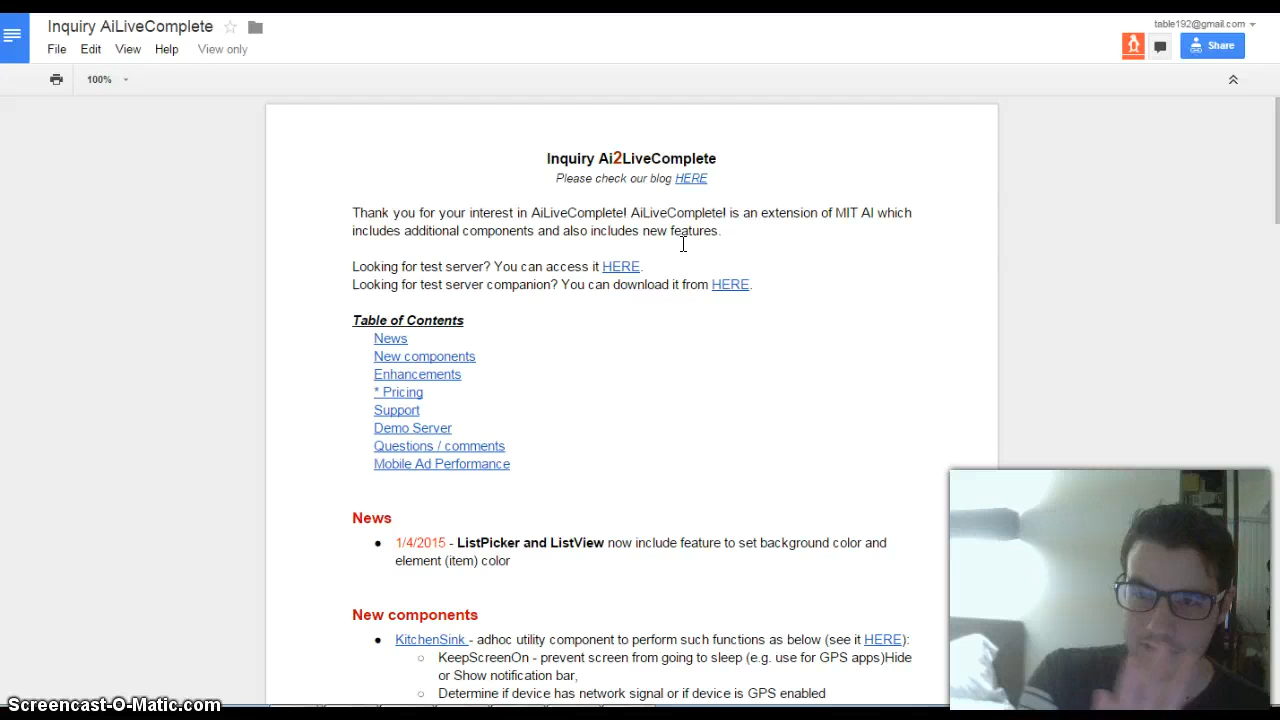 Inquiry AiLiveComplete
table192@gmail.com
File Edit View Help View only
Share
100%
Inquiry Ai2LiveComplete
Please check our blog HERE
Thank you for your interest in AiLiveComplete! AiLiveComplete! is an extension of MIT AI which
includes additional components and also includes new features.
Looking for test server? You can access it HERE.
Looking for test server companion? You can download it from HERE.
Table of Contents
News
New components
Enhancements
* Pricing
Support
Demo Server
Questions / comments
Mobile Ad Performance
News
● 1/4/2015 - ListPicker and ListView now include feature to set background color and
element (item) color
New components
● KitchenSink - adhoc utility component to perform such functions as below (see it HERE):
○ KeepScreenOn - prevent screen from going to sleep (e.g. use for GPS apps)Hide
or Show notification bar,
○ Determine if device has network signal or if device is GPS enabled
Screencast-O-Matic.com